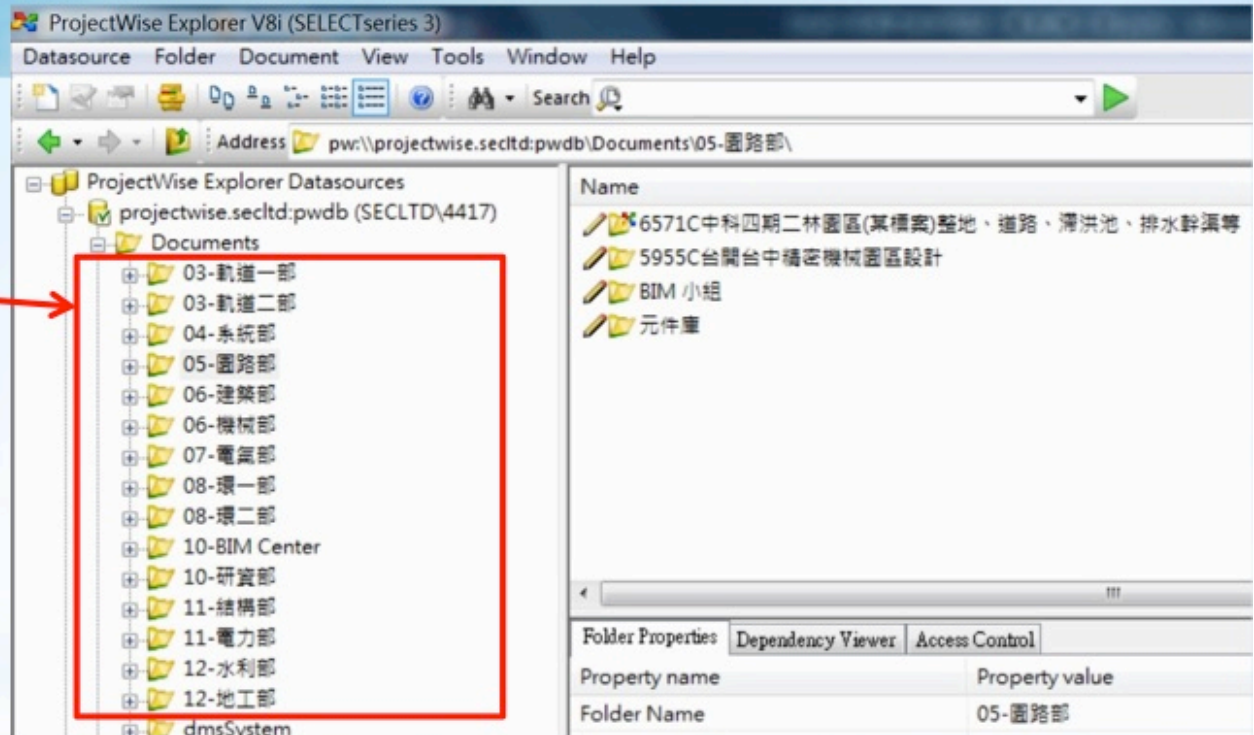 ProjectWise Explorer V8i (SELECTseries 3)
Datasource Folder Document View Tools Window Help
Search
Address pw:\\projectwise.secltd:pwdb\Documents\05-園路部\
ProjectWise Explorer Datasources
projectwise.secltd:pwdb (SECLTD\4417)
Documents
03-軌道一部
03-軌道二部
04-系統部
05-園路部
06-建築部
06-機械部
07-電氣部
08-環一部
08-環二部
10-BIM Center
10-研資部
11-結構部
11-電力部
12-水利部
12-地工部
dmsSystem
Name
6571C中科四期二林園區(某標案)整地、道路、滯洪池、排水幹渠等
5955C台開台中精密機械園區設計
BIM 小組
元件庫
Folder Properties Dependency Viewer Access Control
Property name Property value
Folder Name 05-園路部